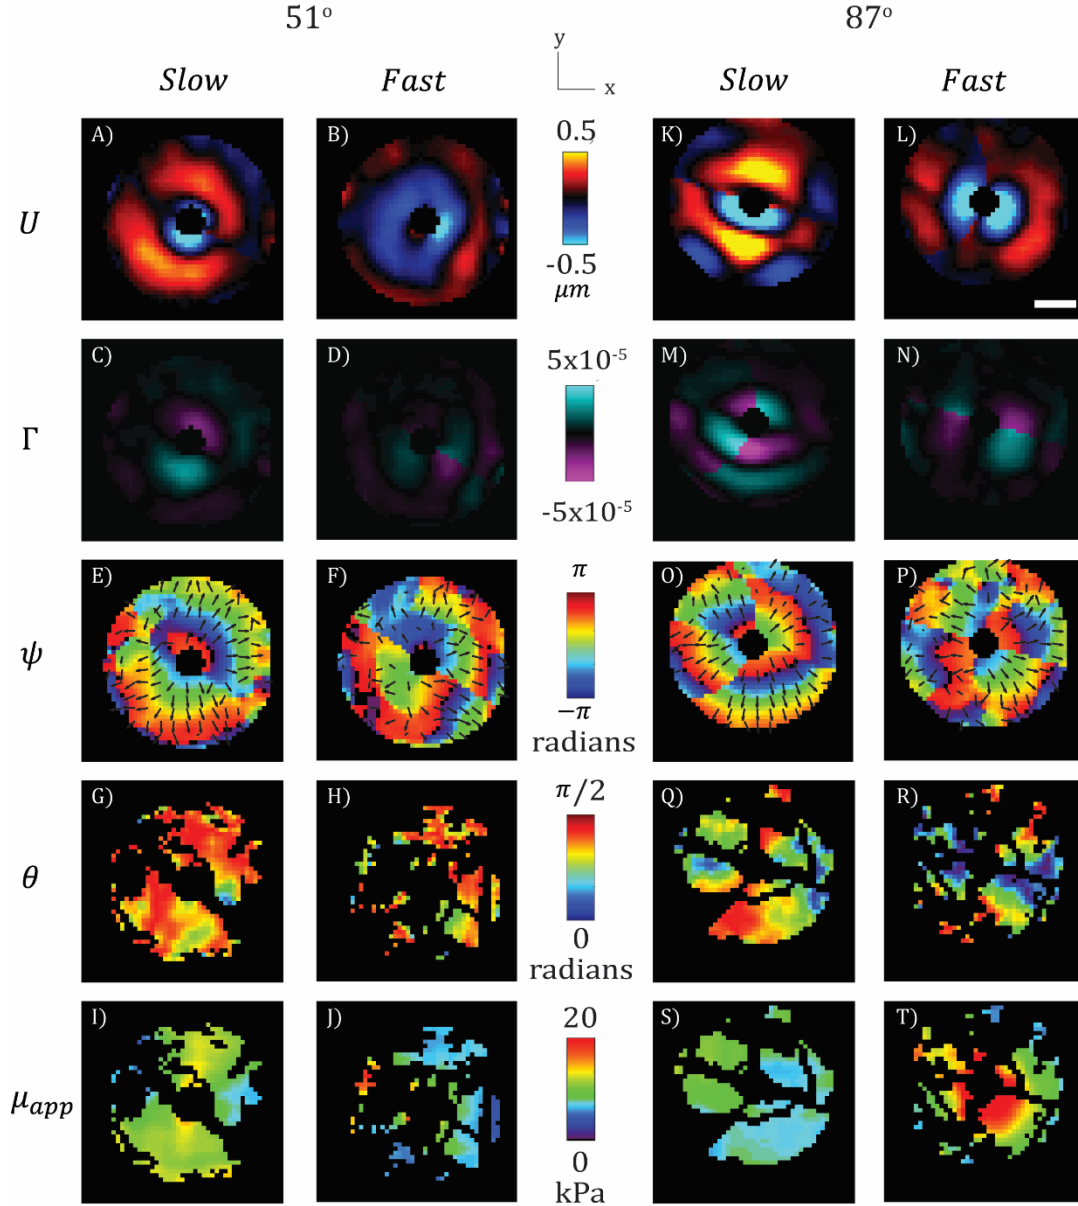 51° 87°
y
x
Slow Fast Slow Fast
A) B) K) L)
0.5
U
-0.5
μm
C) D) M) N)
5x10⁻⁵
Γ
-5x10⁻⁵
E) F) O) P)
π
ψ
−π
radians
G) H) Q) R)
π/2
θ
0
radians
I) J) S) T)
20
μ_app
0
kPa